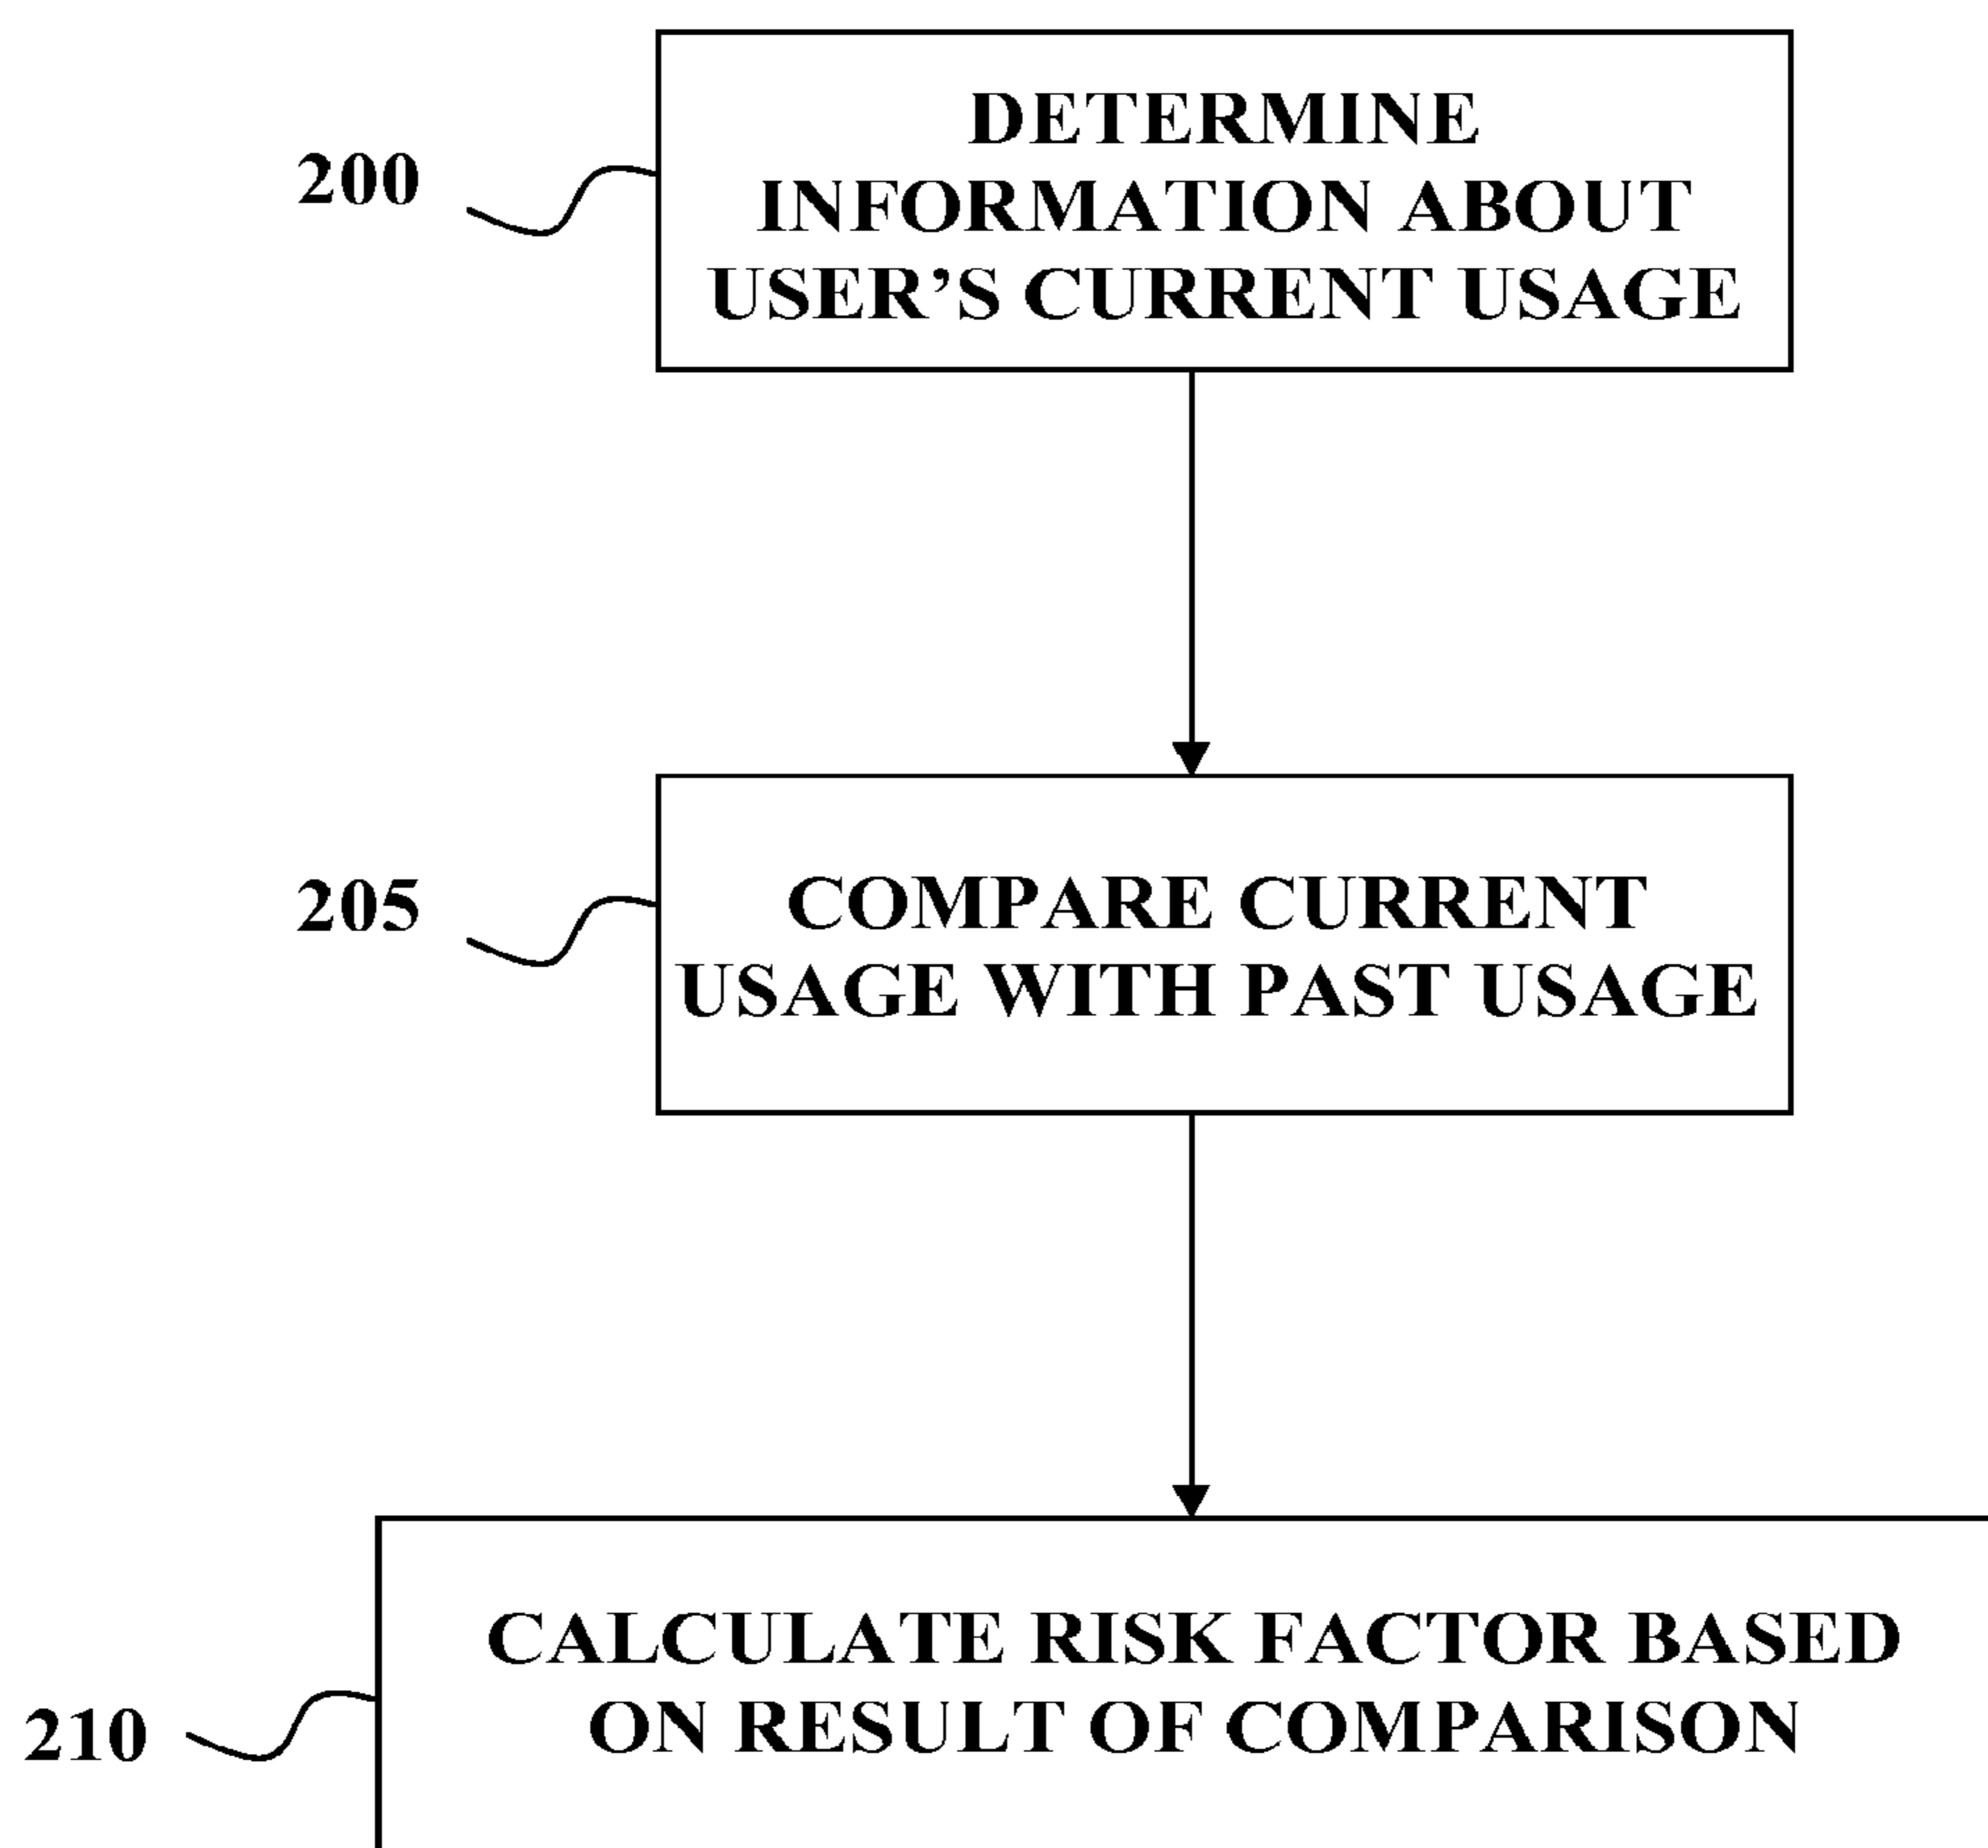 200
DETERMINE
INFORMATION ABOUT
USER’S CURRENT USAGE
205
COMPARE CURRENT
USAGE WITH PAST USAGE
210
CALCULATE RISK FACTOR BASED
ON RESULT OF COMPARISON